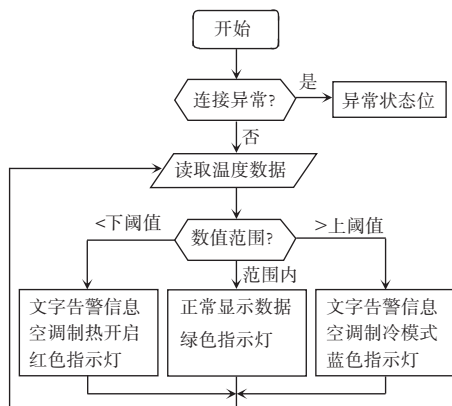 开始
连接异常?
是
异常状态位
否
读取温度数据
<下阈值
数值范围?
>上阈值
范围内
文字告警信息
空调制热开启
红色指示灯
正常显示数据
绿色指示灯
文字告警信息
空调制冷模式
蓝色指示灯